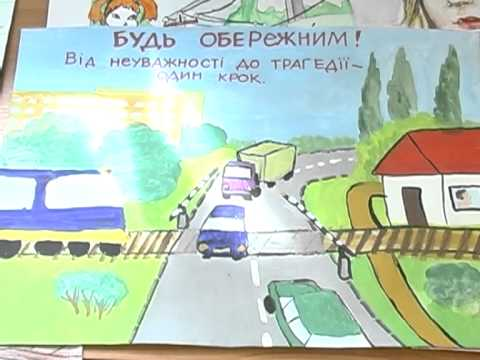 БУДЬ ОБЕРЕЖНИМ!
ВІД НЕУВАЖНОСТІ ДО ТРАГЕДІЇ–
ОДИН КРОК.